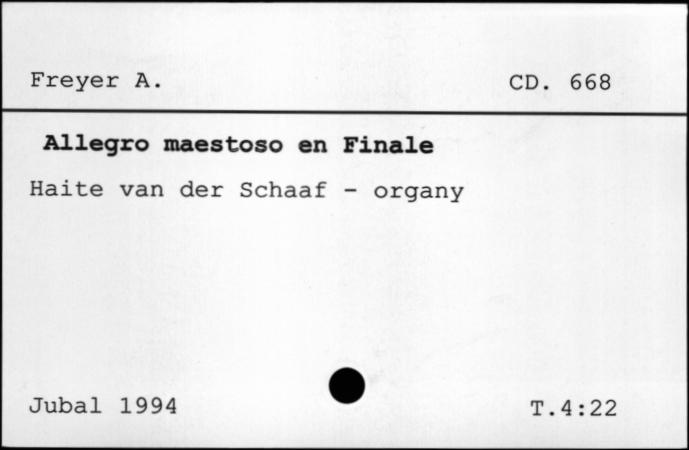 Freyer A. CD. 668
Allegro maestoso en Finale
Haite van der Schaaf - organy
Jubal 1994 T.4:22